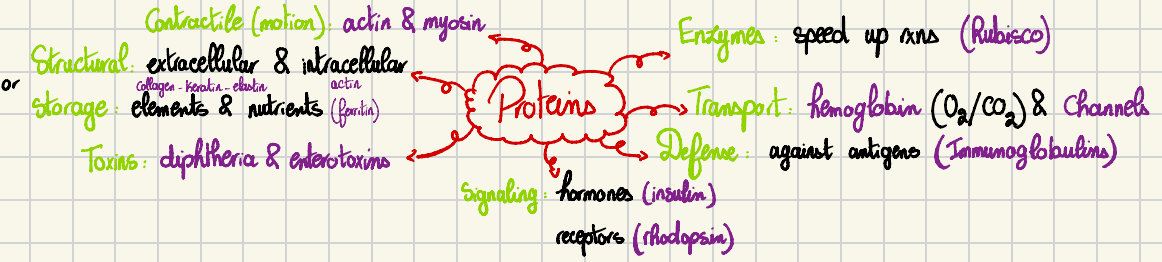 Contractile (motion): actin & myosin
Structural: extracellular & intracellular
collagen - keratin - elastin actin
or
Storage: elements & nutrients (ferritin)
Toxins: diphtheria & enterotoxins
Proteins
Enzymes: speed up rxns (Rubisco)
Transport: hemoglobin (O₂/CO₂) & Channels
Defense: against antigens (Immunoglobulins)
Signaling: hormones (insulin)
receptors (rhodopsin)